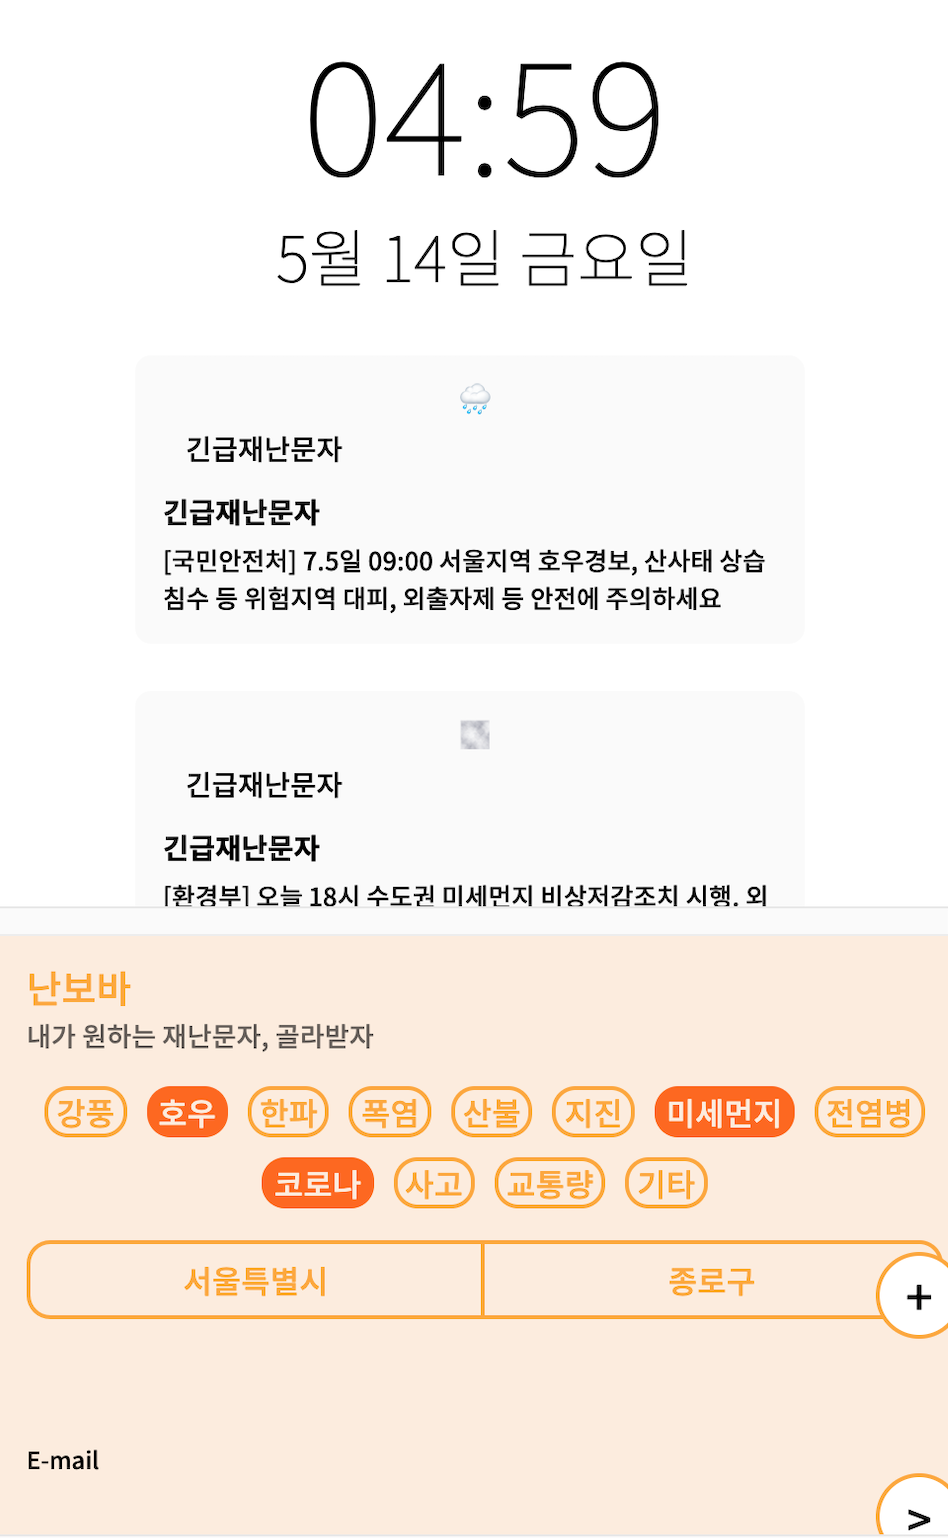 04:59
5월 14일 금요일
긴급재난문자
긴급재난문자
[국민안전처] 7.5일 09:00 서울지역 호우경보, 산사태 상습
침수 등 위험지역 대피, 외출자제 등 안전에 주의하세요
긴급재난문자
긴급재난문자
[환경부] 오늘 18시 수도권 미세먼지 비상저감조치 시행. 외
난보바
내가 원하는 재난문자, 골라받자
강풍 호우 한파 폭염 산불 지진 미세먼지 전염병
코로나 사고 교통량 기타
서울특별시 종로구
+
E-mail
>